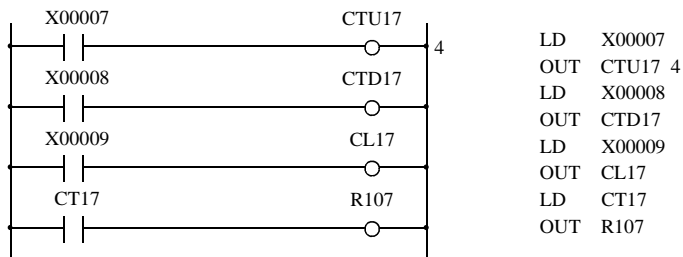 X00007 CTU17
4
X00008 CTD17
X00009 CL17
CT17 R107
LD X00007
OUT CTU17 4
LD X00008
OUT CTD17
LD X00009
OUT CL17
LD CT17
OUT R107